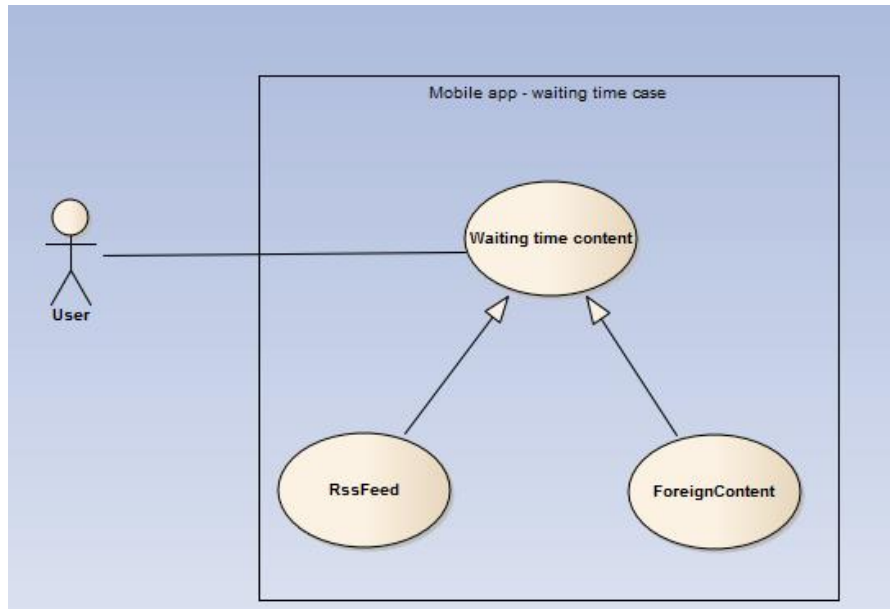 Mobile app - waiting time case
Waiting time content
User
RssFeed
ForeignContent